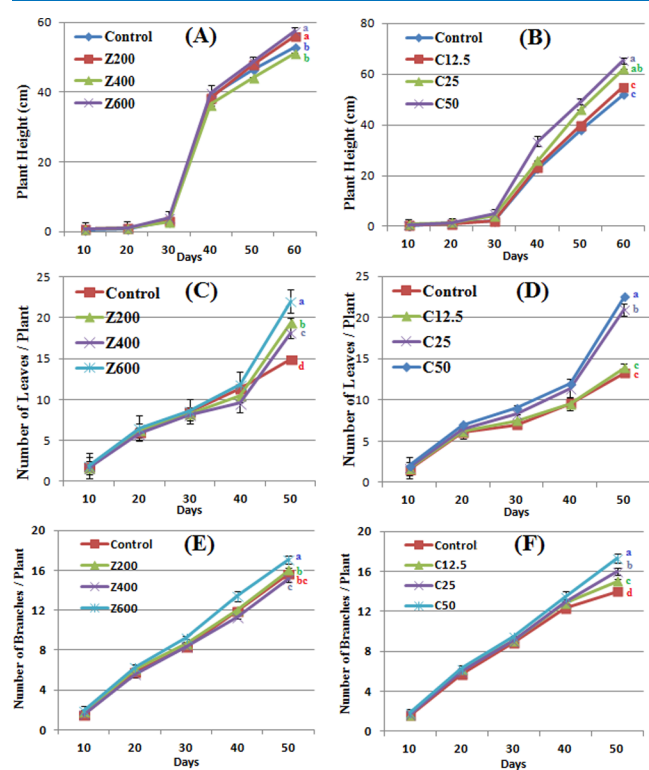 (A)
Plant Height (cm)
60
40
20
0
Control
Z200
Z400
Z600
a
a
b
b
10 20 30 40 50 60
Days
(B)
Plant Height (cm)
80
60
40
20
0
Control
C12.5
C25
C50
a
ab
c
c
10 20 30 40 50 60
Days
(C)
Number of Leaves / Plant
25
20
15
10
5
0
Control
Z200
Z400
Z600
a
b
c
d
10 20 30 40 50
Days
(D)
Number of Leaves / Plant
25
20
15
10
5
0
Control
C12.5
C25
C50
a
b
c
c
10 20 30 40 50
Days
(E)
Number of Branches / Plant
20
16
12
8
4
0
Control
Z200
Z400
Z600
a
b
bc
c
10 20 30 40 50
Days
(F)
Number of Branches / Plant
20
16
12
8
4
0
Control
C12.5
C25
C50
a
b
c
d
10 20 30 40 50
Days